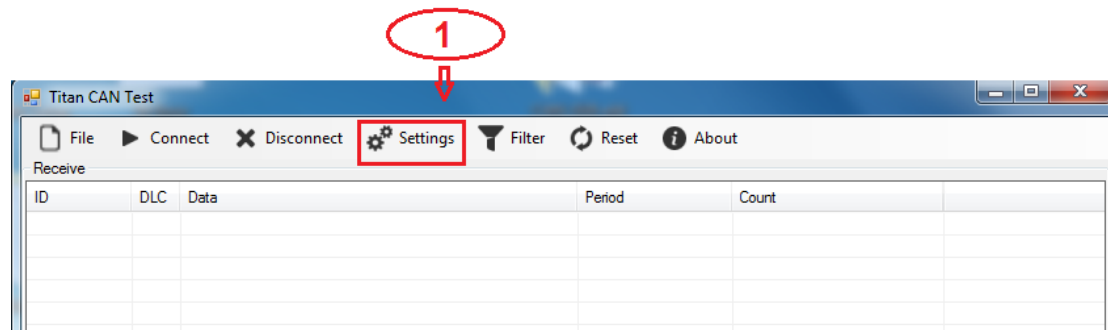 1
Titan CAN Test
File Connect Disconnect Settings Filter Reset About
Receive
ID DLC Data Period Count